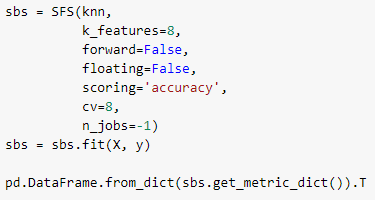 sbs = SFS(knn,
          k_features=8,
          forward=False,
          floating=False,
          scoring='accuracy',
          cv=8,
          n_jobs=-1)
sbs = sbs.fit(X, y)
pd.DataFrame.from_dict(sbs.get_metric_dict()).T